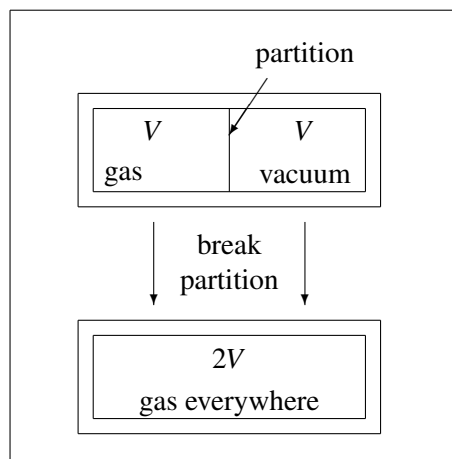 partition
V V
gas vacuum
break
partition
2V
gas everywhere